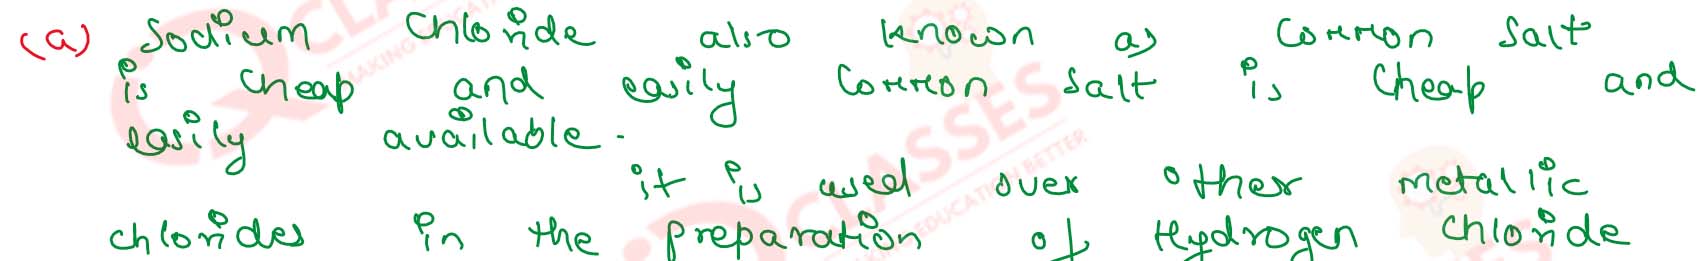 (a) Sodium Chloride also known as Common Salt
is Cheap and easily Common Salt is Cheap and
easily available.
it is used over other metallic
chlorides in the preparation of Hydrogen Chloride